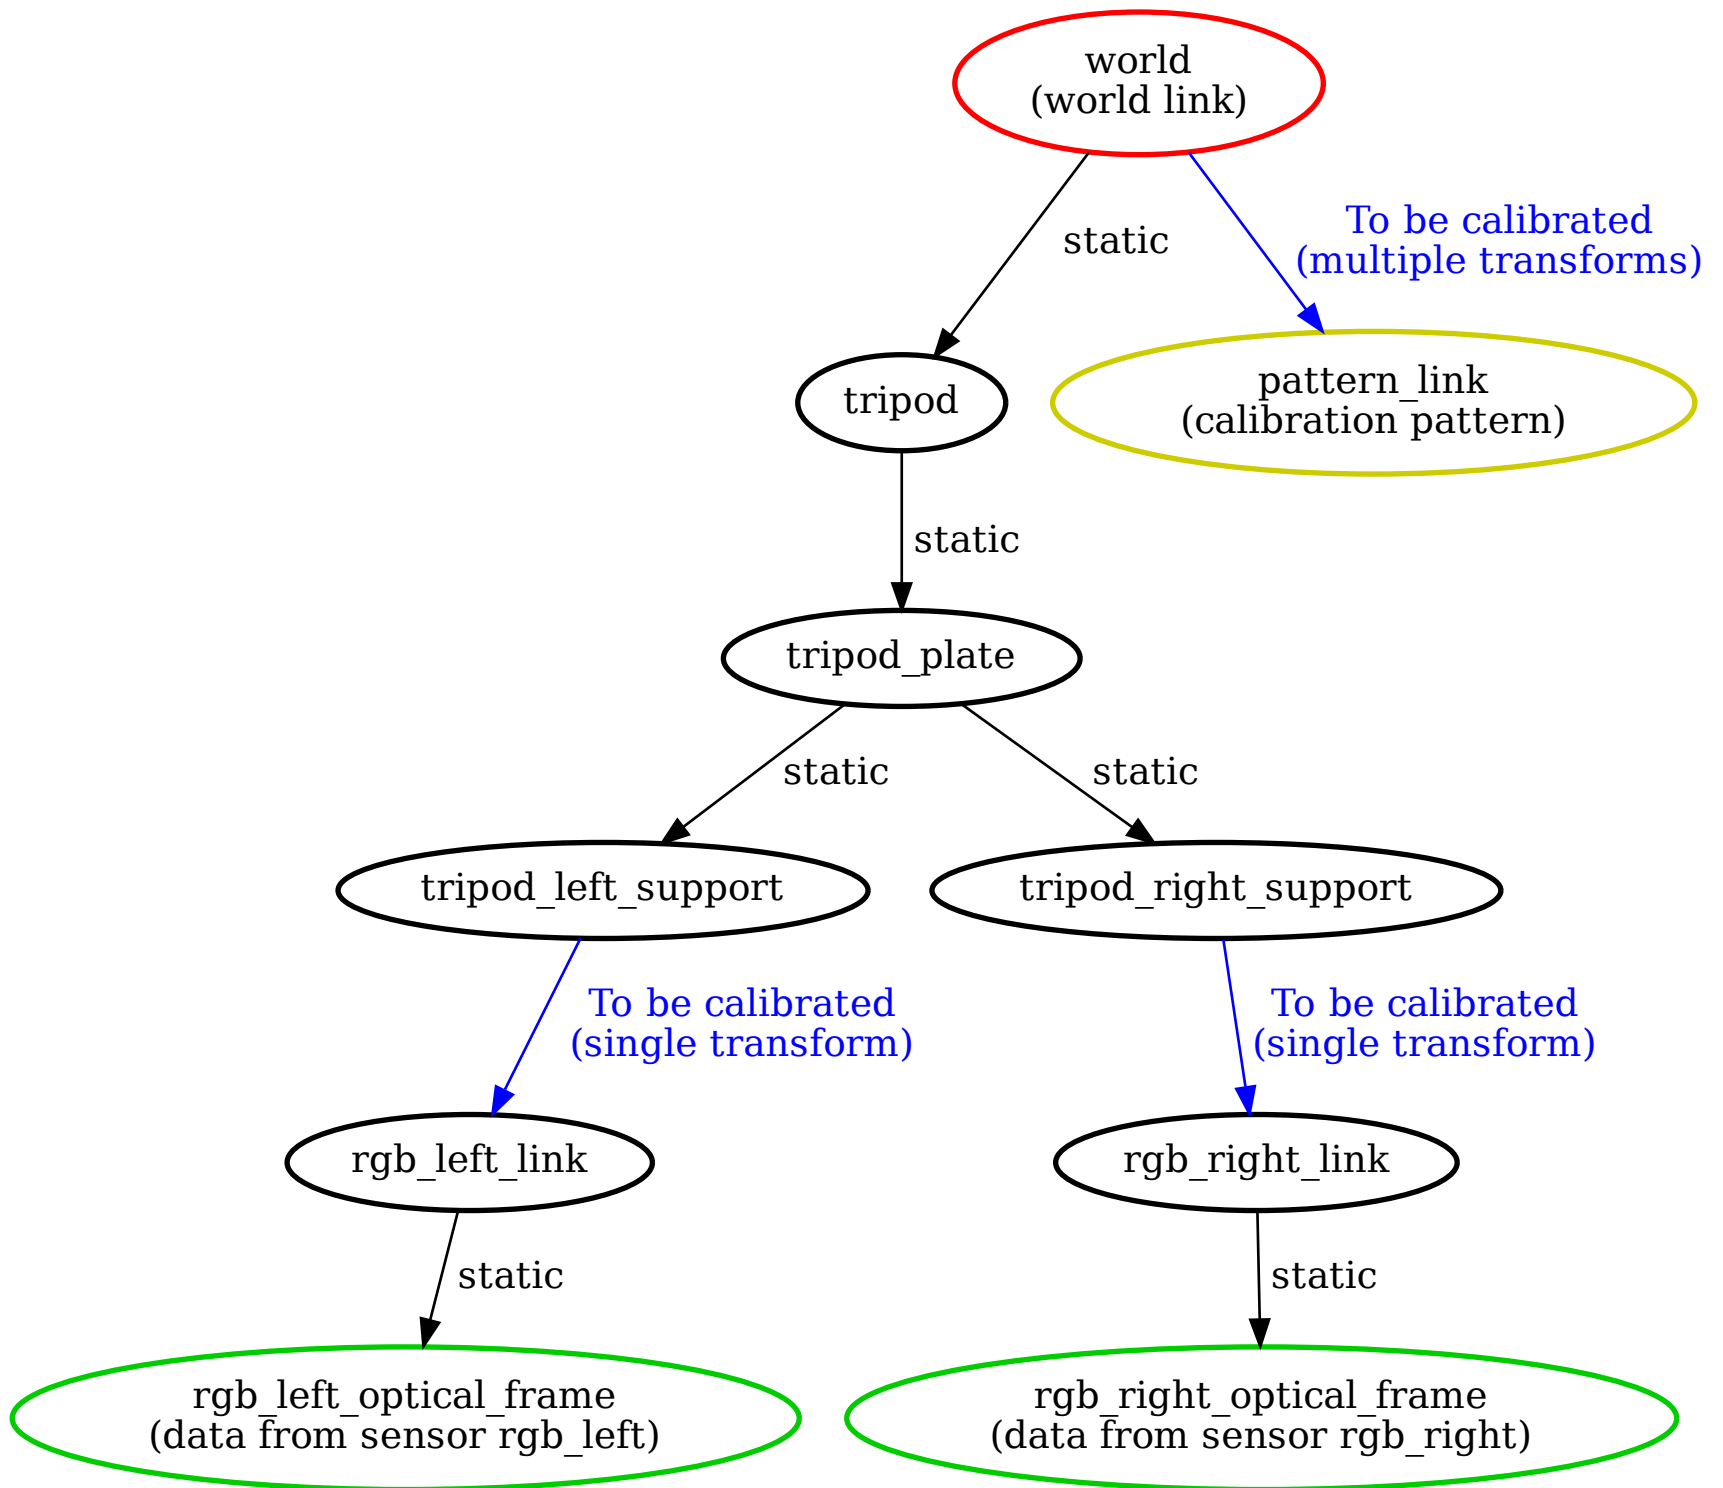 world
(world link)
static
To be calibrated
(multiple transforms)
tripod
pattern_link
(calibration pattern)
static
tripod_plate
static
static
tripod_left_support
tripod_right_support
To be calibrated
(single transform)
To be calibrated
(single transform)
rgb_left_link
rgb_right_link
static
static
rgb_left_optical_frame
(data from sensor rgb_left)
rgb_right_optical_frame
(data from sensor rgb_right)